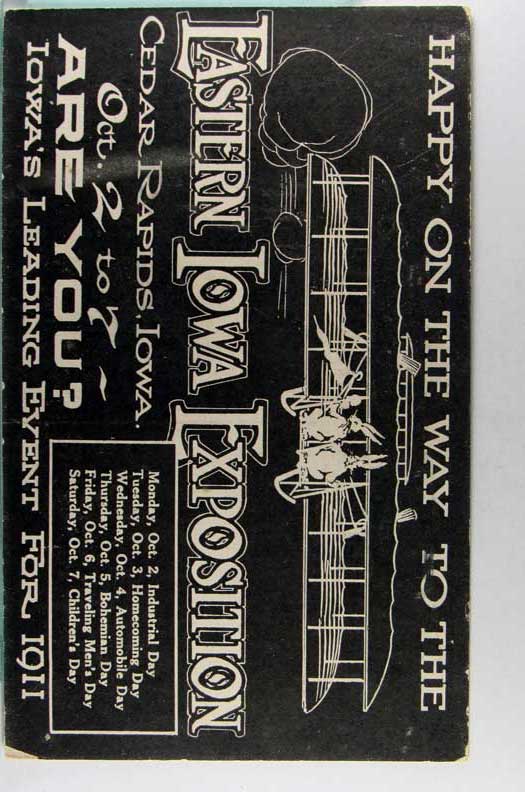 HAPPY ON THE WAY TO THE
EASTERN IOWA EXPOSITION
CEDAR RAPIDS, IOWA.
Oct. 2 to 7 -
ARE YOU?
IOWA'S LEADING EVENT FOR 1911
Monday, Oct. 2, Industrial Day
Tuesday, Oct. 3, Homecoming Day
Wednesday, Oct. 4, Automobile Day
Thursday, Oct. 5, Bohemian Day
Friday, Oct. 6, Traveling Men's Day
Saturday, Oct. 7, Children's Day